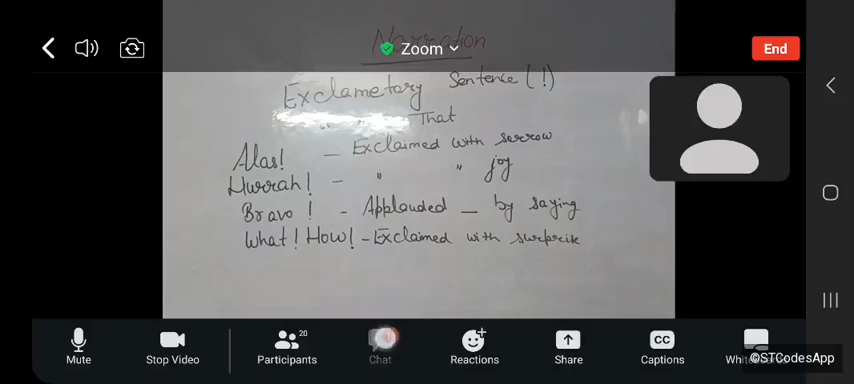 Narration
Zoom
End
Exclametory Sentence (!)
" " That
Alas! – Exclaimed with sorrow
Hurrah! – " " joy
Bravo! – Applauded – by saying
What! How! – Exclaimed with surprise
Mute
Stop Video
Participants 20
Chat
Reactions
Share
CC
Captions
©STCodesApp